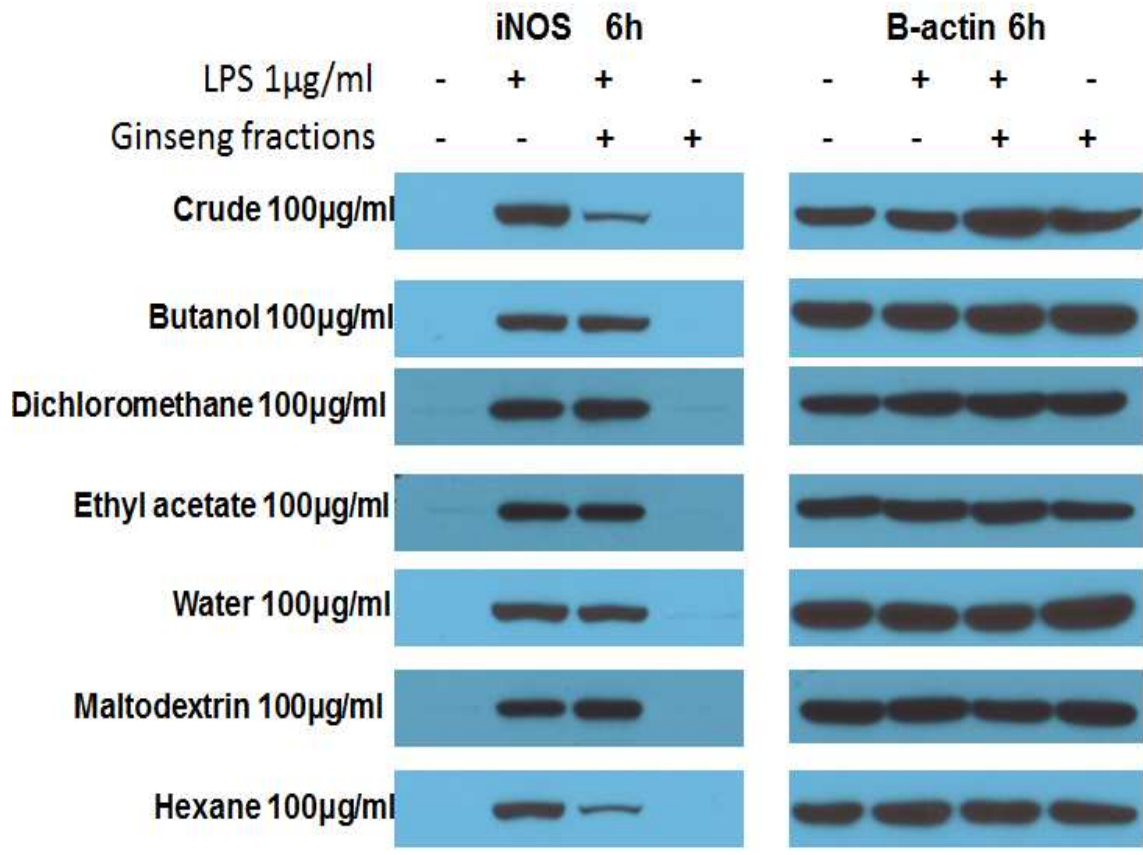 iNOS 6h B-actin 6h
LPS 1µg/ml - + + - - + + -
Ginseng fractions - - + + - - + +
Crude 100µg/ml
Butanol 100µg/ml
Dichloromethane 100µg/ml
Ethyl acetate 100µg/ml
Water 100µg/ml
Maltodextrin 100µg/ml
Hexane 100µg/ml